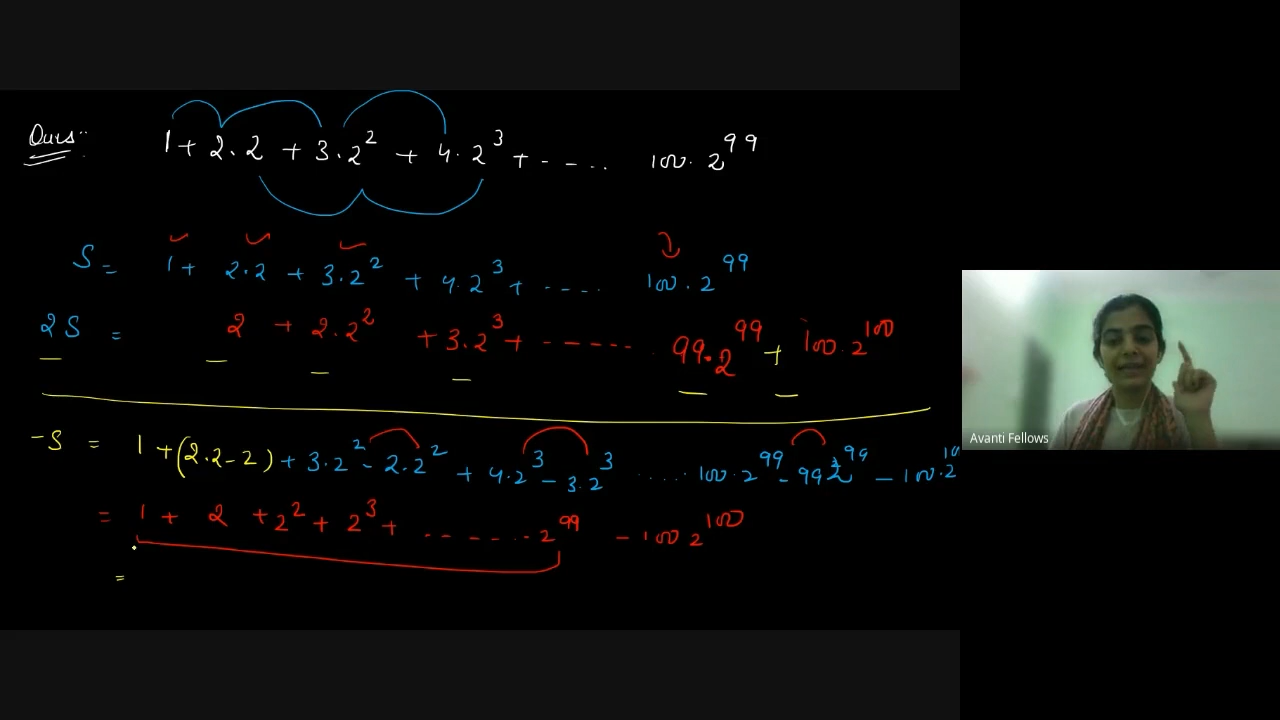 Ques:- 1 + 2.2 + 3.2² + 4.2³ + - - .. 100.2⁹⁹
S = 1 + 2.2 + 3.2² + 4.2³ + - - .. 100.2⁹⁹
2S = 2 + 2.2² + 3.2³ + - - - - - .. 99.2⁹⁹ + 100.2¹⁰⁰
-S = 1 + (2.2-2) + 3.2² - 2.2² + 4.2³ - 3.2³ ..... 100.2⁹⁹ - 99 2⁹⁹ - 100.2¹⁰
= 1 + 2 + 2² + 2³ + - - - - - .. 2⁹⁹ - 100 2¹⁰⁰
=
Avanti Fellows